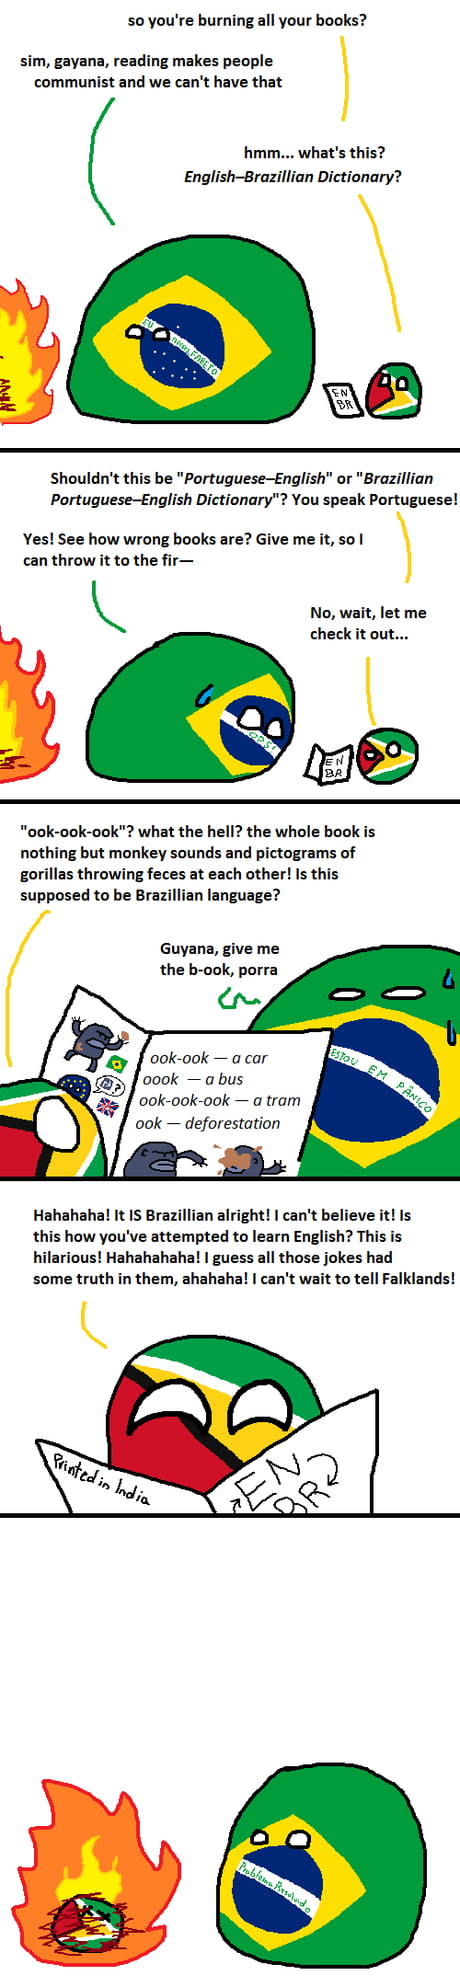 so you're burning all your books?
sim, gayana, reading makes people
communist and we can't have that
hmm... what's this?
English–Brazillian Dictionary?
EU ANALFABETO
EN
BR
Shouldn't this be "Portuguese–English" or "Brazillian
Portuguese–English Dictionary"? You speak Portuguese!
Yes! See how wrong books are? Give me it, so I
can throw it to the fir—
No, wait, let me
check it out...
OPS!
EN
BR
"ook-ook-ook"? what the hell? the whole book is
nothing but monkey sounds and pictograms of
gorillas throwing feces at each other! Is this
supposed to be Brazillian language?
Guyana, give me
the b-ook, porra
ook-ook — a car
oook — a bus
ook-ook-ook — a tram
ook — deforestation
ESTOU EM PÂNICO
Hahahaha! It IS Brazillian alright! I can't believe it! Is
this how you've attempted to learn English? This is
hilarious! Hahahahaha! I guess all those jokes had
some truth in them, ahahaha! I can't wait to tell Falklands!
Printed in India
EN
BR
Problema Resolvido